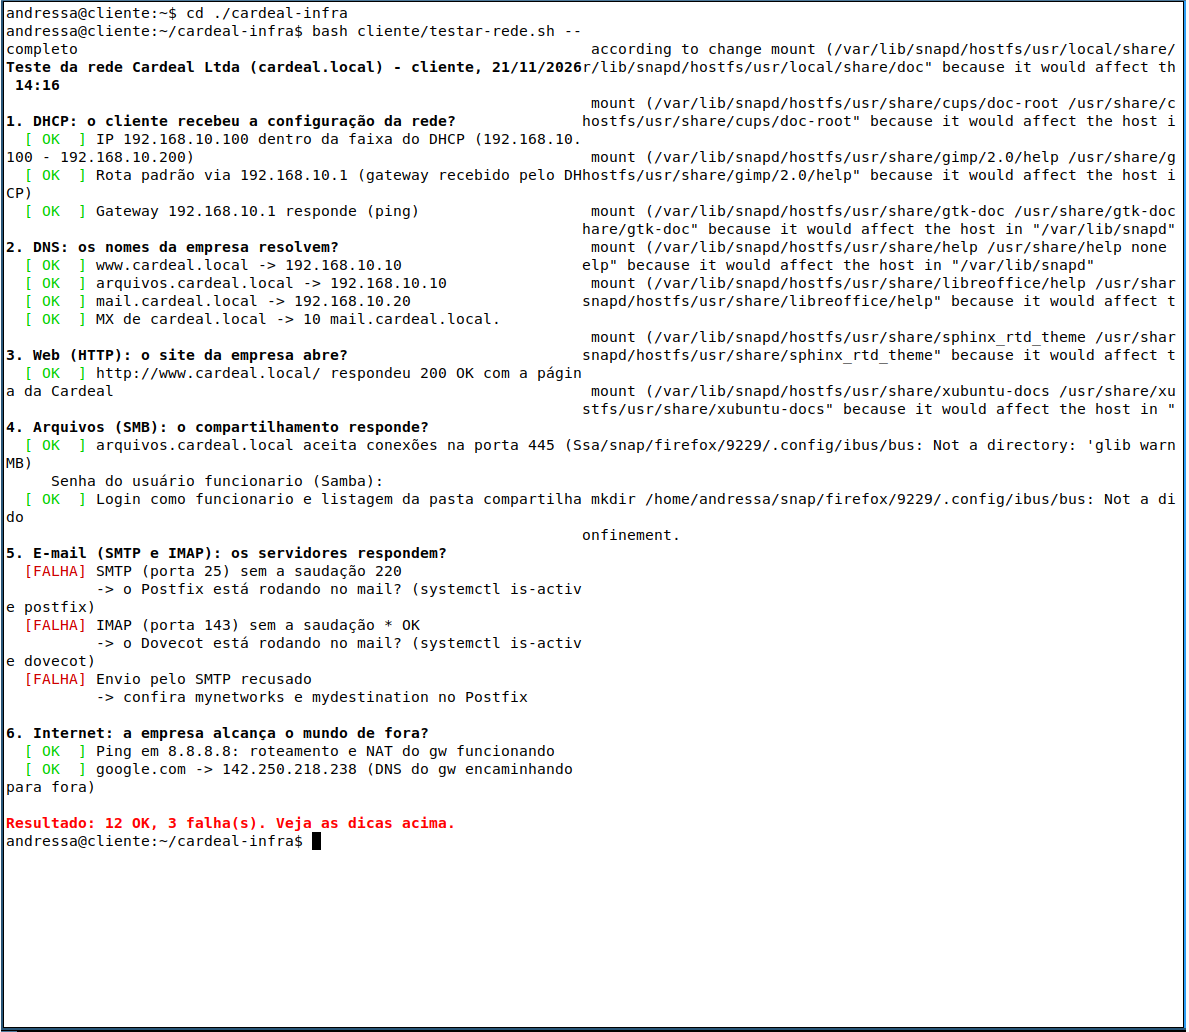 andressa@cliente:~$ cd ./cardeal-infra
andressa@cliente:~/cardeal-infra$ bash cliente/testar-rede.sh --
completo according to change mount (/var/lib/snapd/hostfs/usr/local/share/
Teste da rede Cardeal Ltda (cardeal.local) - cliente, 21/11/2026r/lib/snapd/hostfs/usr/local/share/doc" because it would affect th
 14:16
 mount (/var/lib/snapd/hostfs/usr/share/cups/doc-root /usr/share/c
1. DHCP: o cliente recebeu a configuração da rede? hostfs/usr/share/cups/doc-root" because it would affect the host i
[ OK ] IP 192.168.10.100 dentro da faixa do DHCP (192.168.10.
100 - 192.168.10.200) mount (/var/lib/snapd/hostfs/usr/share/gimp/2.0/help /usr/share/g
[ OK ] Rota padrão via 192.168.10.1 (gateway recebido pelo DHhostfs/usr/share/gimp/2.0/help" because it would affect the host i
CP)
[ OK ] Gateway 192.168.10.1 responde (ping) mount (/var/lib/snapd/hostfs/usr/share/gtk-doc /usr/share/gtk-doc
hare/gtk-doc" because it would affect the host in "/var/lib/snapd"
2. DNS: os nomes da empresa resolvem? mount (/var/lib/snapd/hostfs/usr/share/help /usr/share/help none
[ OK ] www.cardeal.local -> 192.168.10.10 elp" because it would affect the host in "/var/lib/snapd"
[ OK ] arquivos.cardeal.local -> 192.168.10.10 mount (/var/lib/snapd/hostfs/usr/share/libreoffice/help /usr/shar
[ OK ] mail.cardeal.local -> 192.168.10.20 snapd/hostfs/usr/share/libreoffice/help" because it would affect t
[ OK ] MX de cardeal.local -> 10 mail.cardeal.local.
 mount (/var/lib/snapd/hostfs/usr/share/sphinx_rtd_theme /usr/shar
3. Web (HTTP): o site da empresa abre? snapd/hostfs/usr/share/sphinx_rtd_theme" because it would affect t
[ OK ] http://www.cardeal.local/ respondeu 200 OK com a págin
a da Cardeal mount (/var/lib/snapd/hostfs/usr/share/xubuntu-docs /usr/share/xu
stfs/usr/share/xubuntu-docs" because it would affect the host in "
4. Arquivos (SMB): o compartilhamento responde?
[ OK ] arquivos.cardeal.local aceita conexões na porta 445 (Ssa/snap/firefox/9229/.config/ibus/bus: Not a directory: 'glib warn
MB)
Senha do usuário funcionario (Samba):
[ OK ] Login como funcionario e listagem da pasta compartilha mkdir /home/andressa/snap/firefox/9229/.config/ibus/bus: Not a di
do
onfinement.
5. E-mail (SMTP e IMAP): os servidores respondem?
[FALHA] SMTP (porta 25) sem a saudação 220
-> o Postfix está rodando no mail? (systemctl is-activ
e postfix)
[FALHA] IMAP (porta 143) sem a saudação * OK
-> o Dovecot está rodando no mail? (systemctl is-activ
e dovecot)
[FALHA] Envio pelo SMTP recusado
-> confira mynetworks e mydestination no Postfix
6. Internet: a empresa alcança o mundo de fora?
[ OK ] Ping em 8.8.8.8: roteamento e NAT do gw funcionando
[ OK ] google.com -> 142.250.218.238 (DNS do gw encaminhando
para fora)
Resultado: 12 OK, 3 falha(s). Veja as dicas acima.
andressa@cliente:~/cardeal-infra$